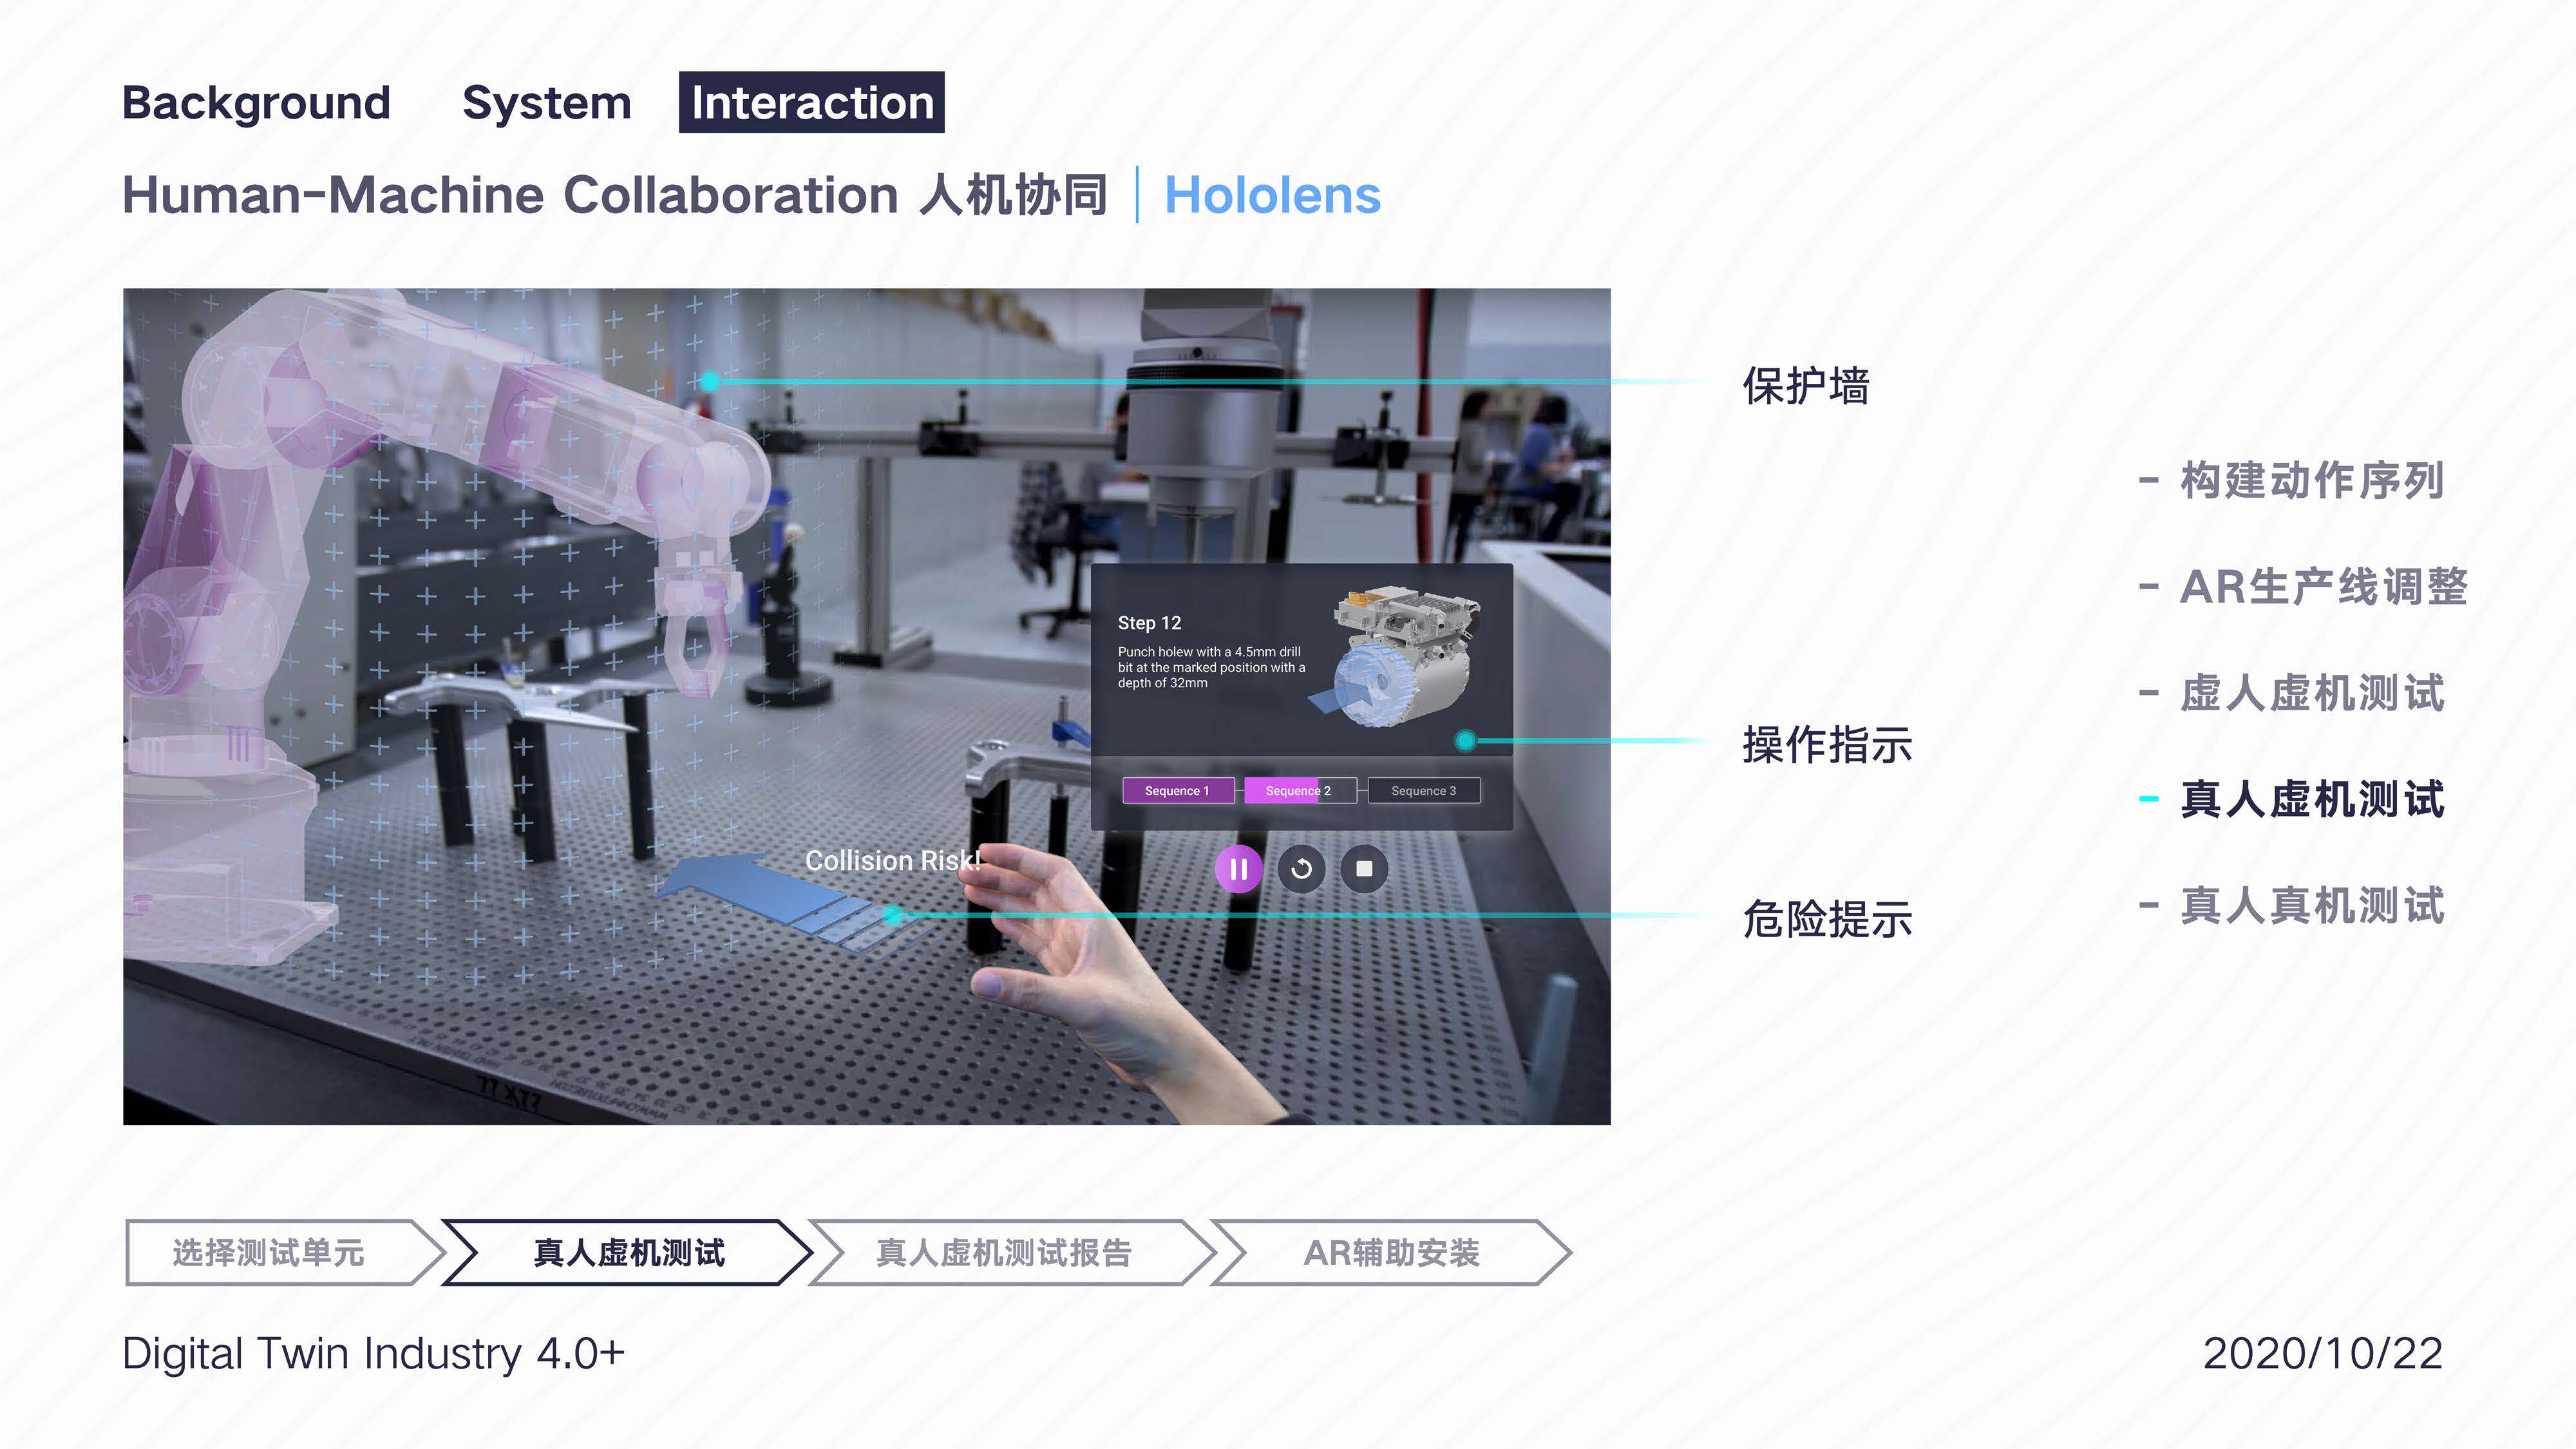 Background System Interaction
Human-Machine Collaboration 人机协同 | Hololens
保护墙
Step 12
Punch holew with a 4.5mm drill
bit at the marked position with a
depth of 32mm
操作指示
Sequence 1 Sequence 2 Sequence 3
Collision Risk!
危险提示
- 构建动作序列
- AR生产线调整
- 虚人虚机测试
- 真人虚机测试
- 真人真机测试
选择测试单元 真人虚机测试 真人虚机测试报告 AR辅助安装
Digital Twin Industry 4.0+
2020/10/22